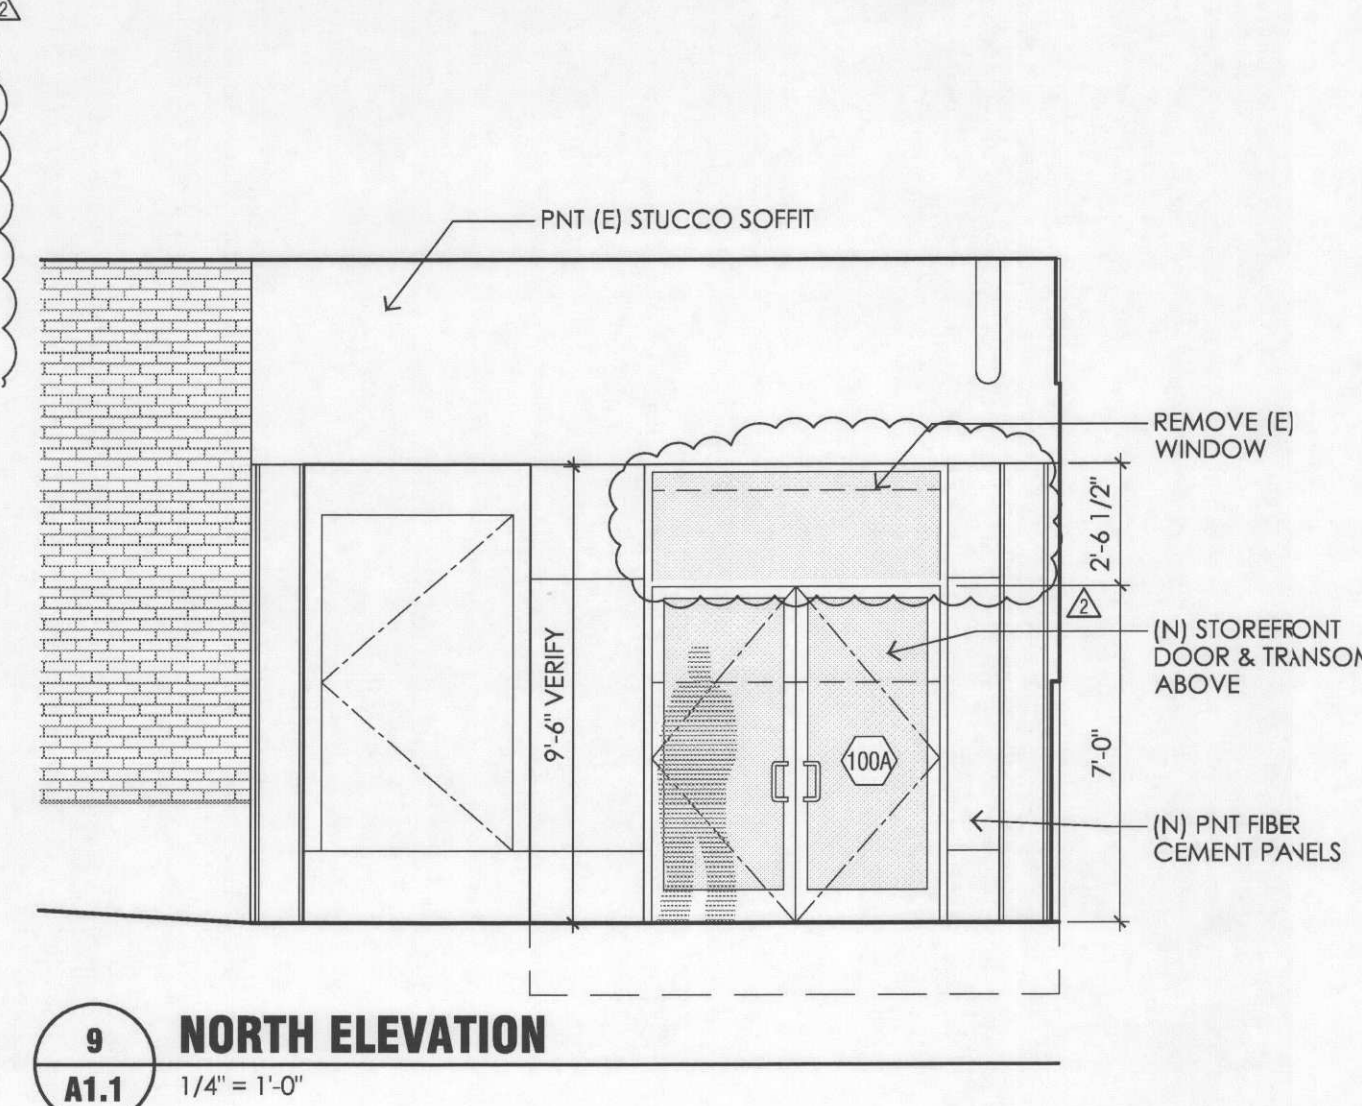 2
PNT (E) STUCCO SOFFIT
REMOVE (E)
WINDOW
2'-6 1/2"
2
(N) STOREFRONT
DOOR & TRANSOM
ABOVE
9'-6" VERIFY
100A
7'-0"
(N) PNT FIBER
CEMENT PANELS
9
NORTH ELEVATION
A1.1
1/4" = 1'-0"